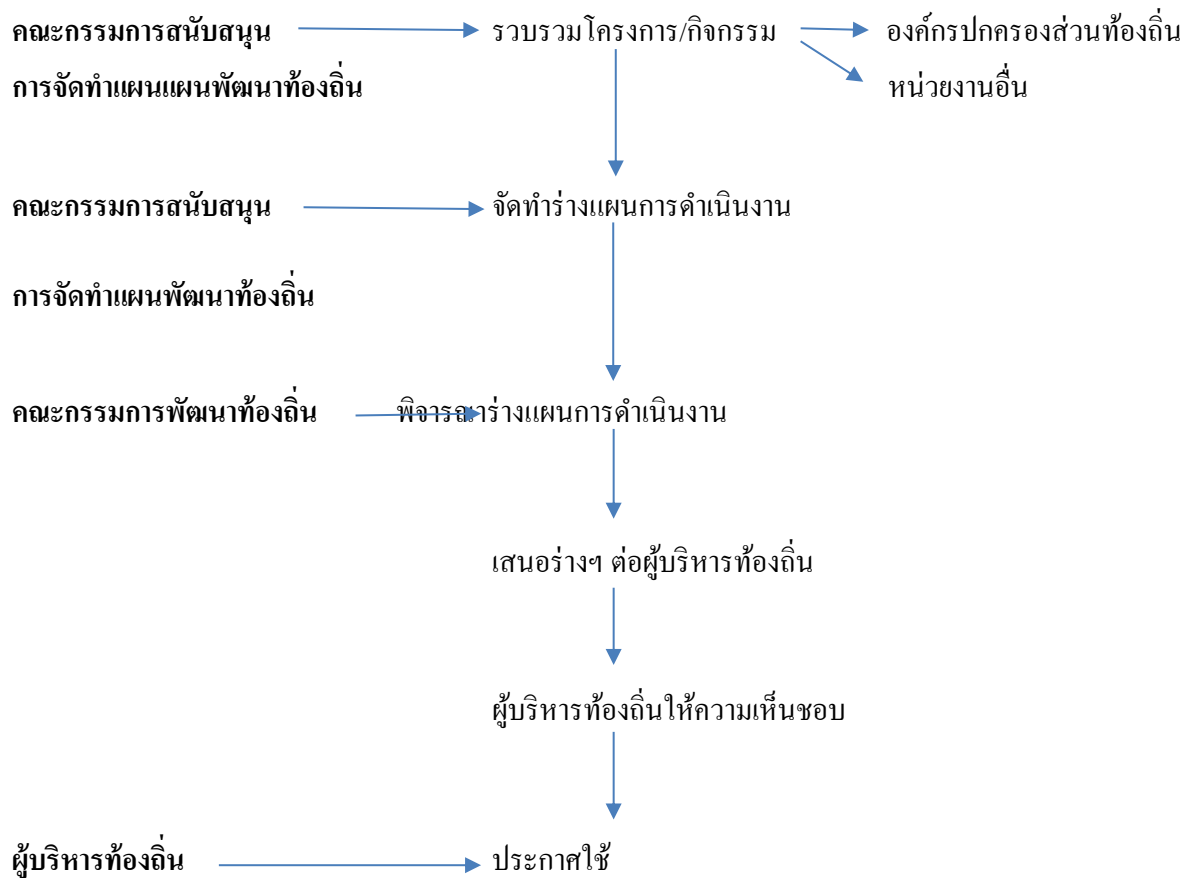 คณะกรรมการสนับสนุน รวบรวมโครงการ/กิจกรรม องค์กรปกครองส่วนท้องถิ่น
การจัดทำแผนแผนพัฒนาท้องถิ่น หน่วยงานอื่น
คณะกรรมการสนับสนุน จัดทำร่างแผนการดำเนินงาน
การจัดทำแผนพัฒนาท้องถิ่น
คณะกรรมการพัฒนาท้องถิ่น พิจารณาร่างแผนการดำเนินงาน
เสนอร่างฯ ต่อผู้บริหารท้องถิ่น
ผู้บริหารท้องถิ่นให้ความเห็นชอบ
ผู้บริหารท้องถิ่น ประกาศใช้